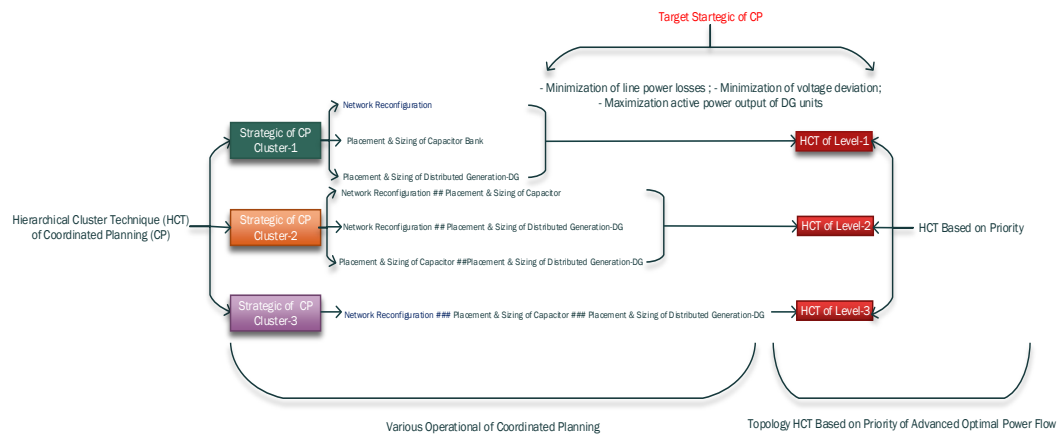 Target Startegic of CP
- Minimization of line power losses ; - Minimization of voltage deviation;
- Maximization active power output of DG units
Network Reconfiguration
Strategic of CP
Cluster-1
Placement & Sizing of Capacitor Bank
HCT of Level-1
Placement & Sizing of Distributed Generation-DG
Network Reconfiguration ## Placement & Sizing of Capacitor
Hierarchical Cluster Technique (HCT)
of Coordinated Planning (CP)
Strategic of CP
Cluster-2
Network Reconfiguration ## Placement & Sizing of Distributed Generation-DG
HCT of Level-2
HCT Based on Priority
Placement & Sizing of Capacitor ##Placement & Sizing of Distributed Generation-DG
Strategic of CP
Cluster-3
Network Reconfiguration ### Placement & Sizing of Capacitor ### Placement & Sizing of Distributed Generation-DG
HCT of Level-3
Various Operational of Coordinated Planning
Topology HCT Based on Priority of Advanced Optimal Power Flow